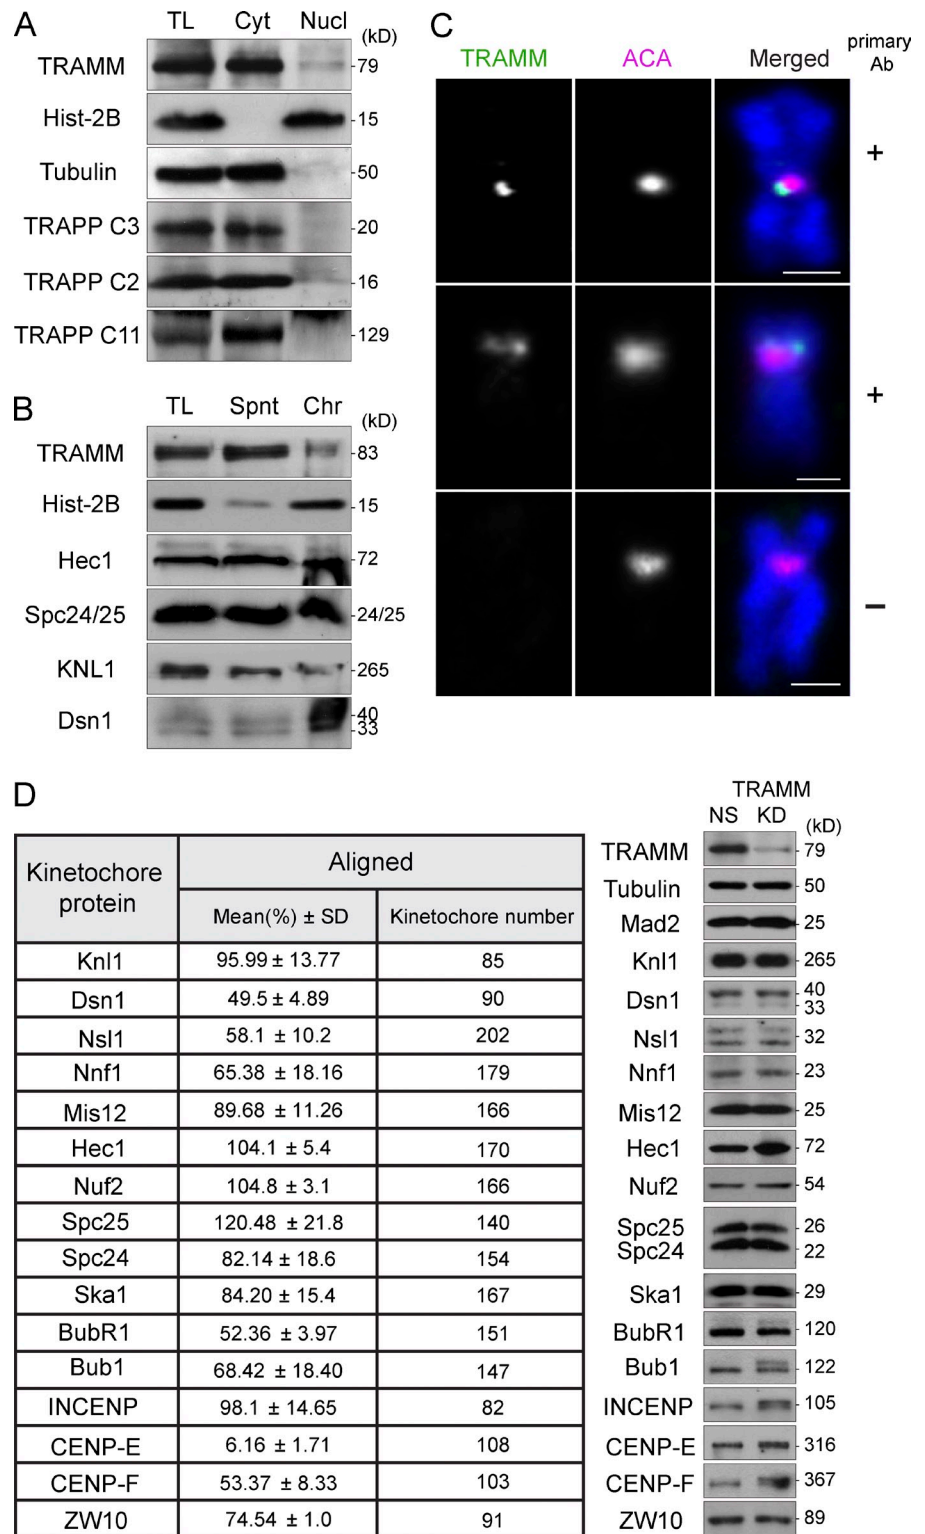 A
TL Cyt Nucl
(kD)
TRAMM 79
Hist-2B 15
Tubulin 50
TRAPP C3 20
TRAPP C2 16
TRAPP C11 129
B
TL Spnt Chr
(kD)
TRAMM 83
Hist-2B 15
Hec1 72
Spc24/25 24/25
KNL1 265
Dsn1 40
33
C
TRAMM ACA Merged primary
Ab
+
+
–
D
Kinetochore protein Aligned
Mean(%) ± SD Kinetochore number
Knl1 95.99 ± 13.77 85
Dsn1 49.5 ± 4.89 90
Nsl1 58.1 ± 10.2 202
Nnf1 65.38 ± 18.16 179
Mis12 89.68 ± 11.26 166
Hec1 104.1 ± 5.4 170
Nuf2 104.8 ± 3.1 166
Spc25 120.48 ± 21.8 140
Spc24 82.14 ± 18.6 154
Ska1 84.20 ± 15.4 167
BubR1 52.36 ± 3.97 151
Bub1 68.42 ± 18.40 147
INCENP 98.1 ± 14.65 82
CENP-E 6.16 ± 1.71 108
CENP-F 53.37 ± 8.33 103
ZW10 74.54 ± 1.0 91
TRAMM
NS KD
(kD)
TRAMM 79
Tubulin 50
Mad2 25
Knl1 265
Dsn1 40
33
Nsl1 32
Nnf1 23
Mis12 25
Hec1 72
Nuf2 54
Spc25 26
Spc24 22
Ska1 29
BubR1 120
Bub1 122
INCENP 105
CENP-E 316
CENP-F 367
ZW10 89